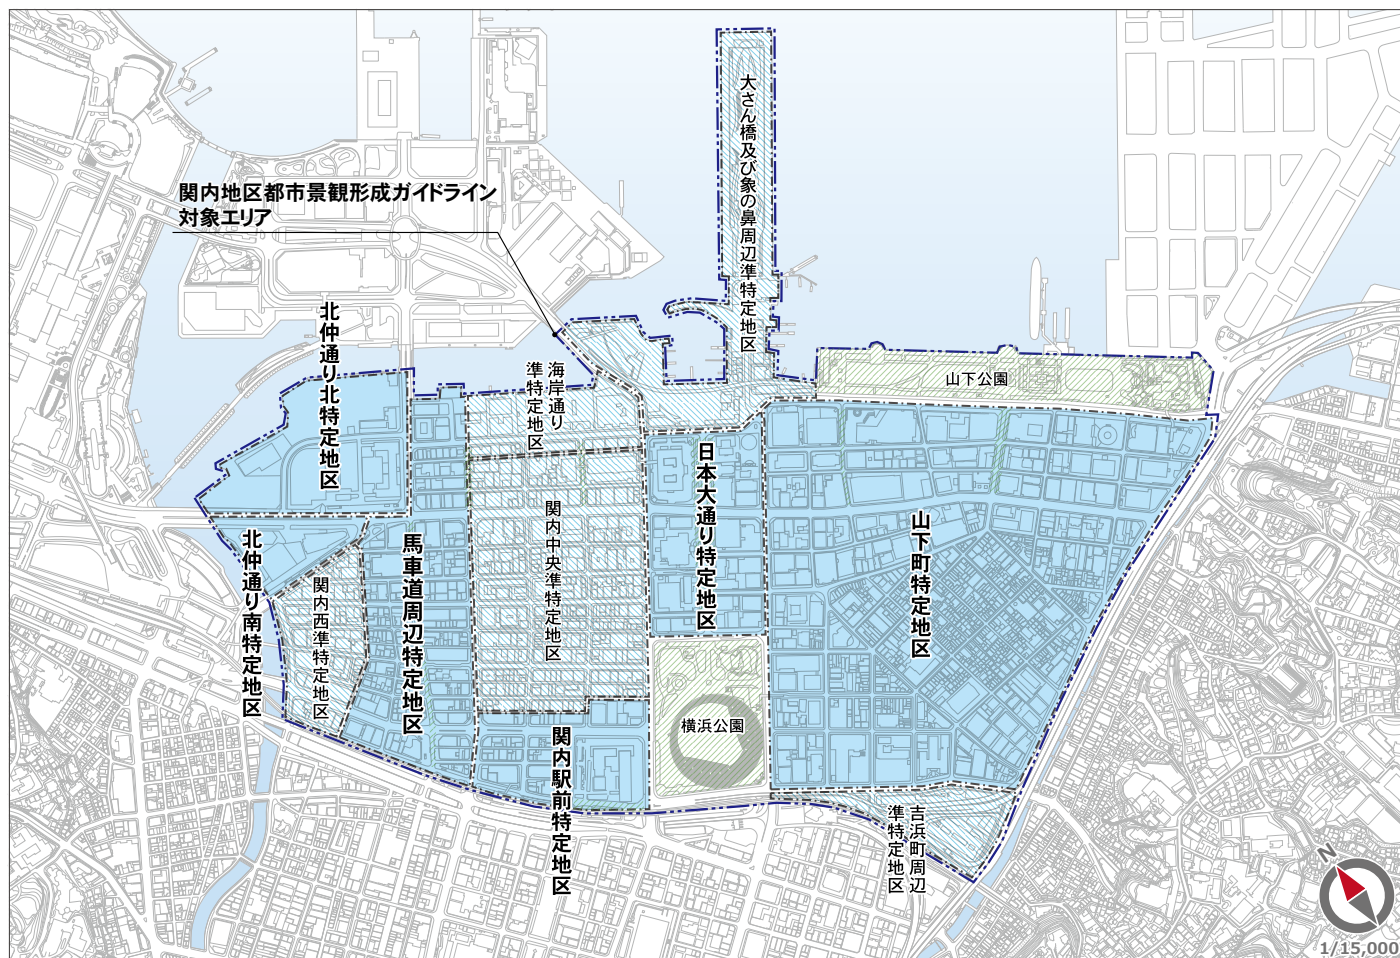 関内地区都市景観形成ガイドライン
対象エリア
大さん橋及び象の鼻周辺準特定地区
北仲通り北特定地区
海岸通り
準特定地区
山下公園
日本大通り特定地区
山下町特定地区
関内中央準特定地区
馬車道周辺特定地区
北仲通り南特定地区
関内西準特定地区
横浜公園
関内駅前特定地区
吉浜町周辺
準特定地区
N
1/15,000